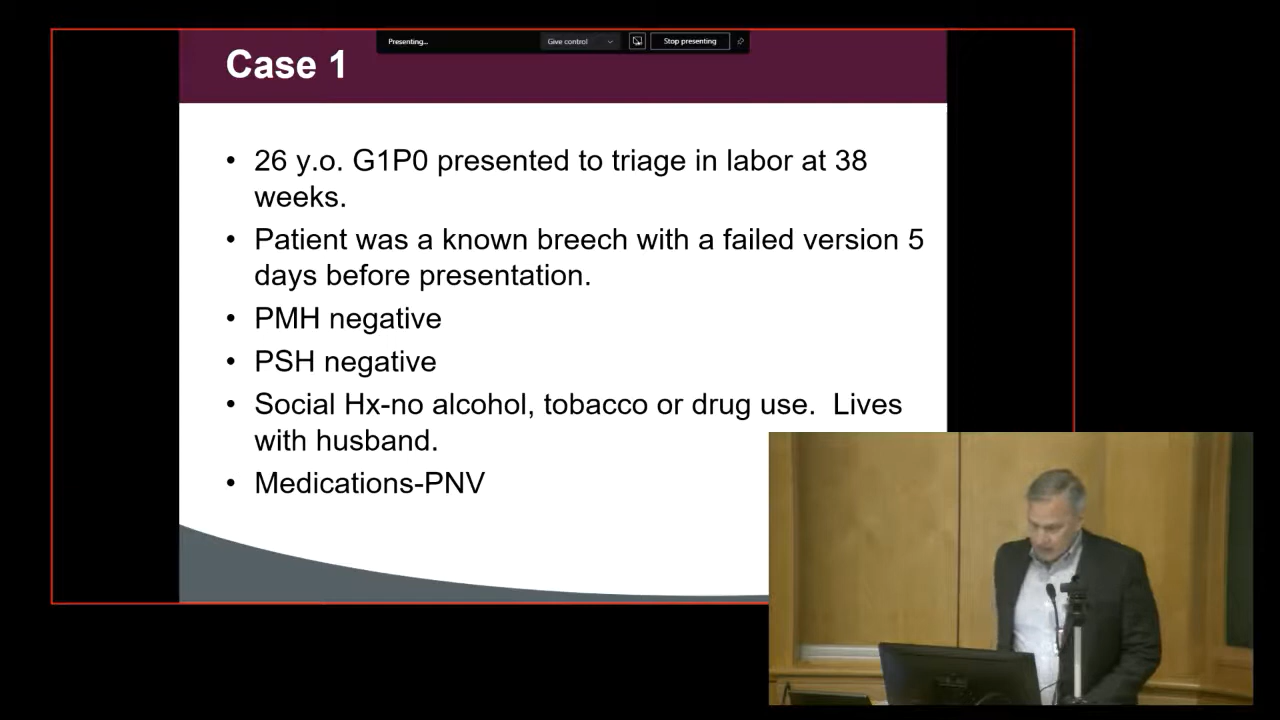 Presenting...
Give control
Stop presenting
Case 1
• 26 y.o. G1P0 presented to triage in labor at 38
weeks.
• Patient was a known breech with a failed version 5
days before presentation.
• PMH negative
• PSH negative
• Social Hx-no alcohol, tobacco or drug use.  Lives
with husband.
• Medications-PNV